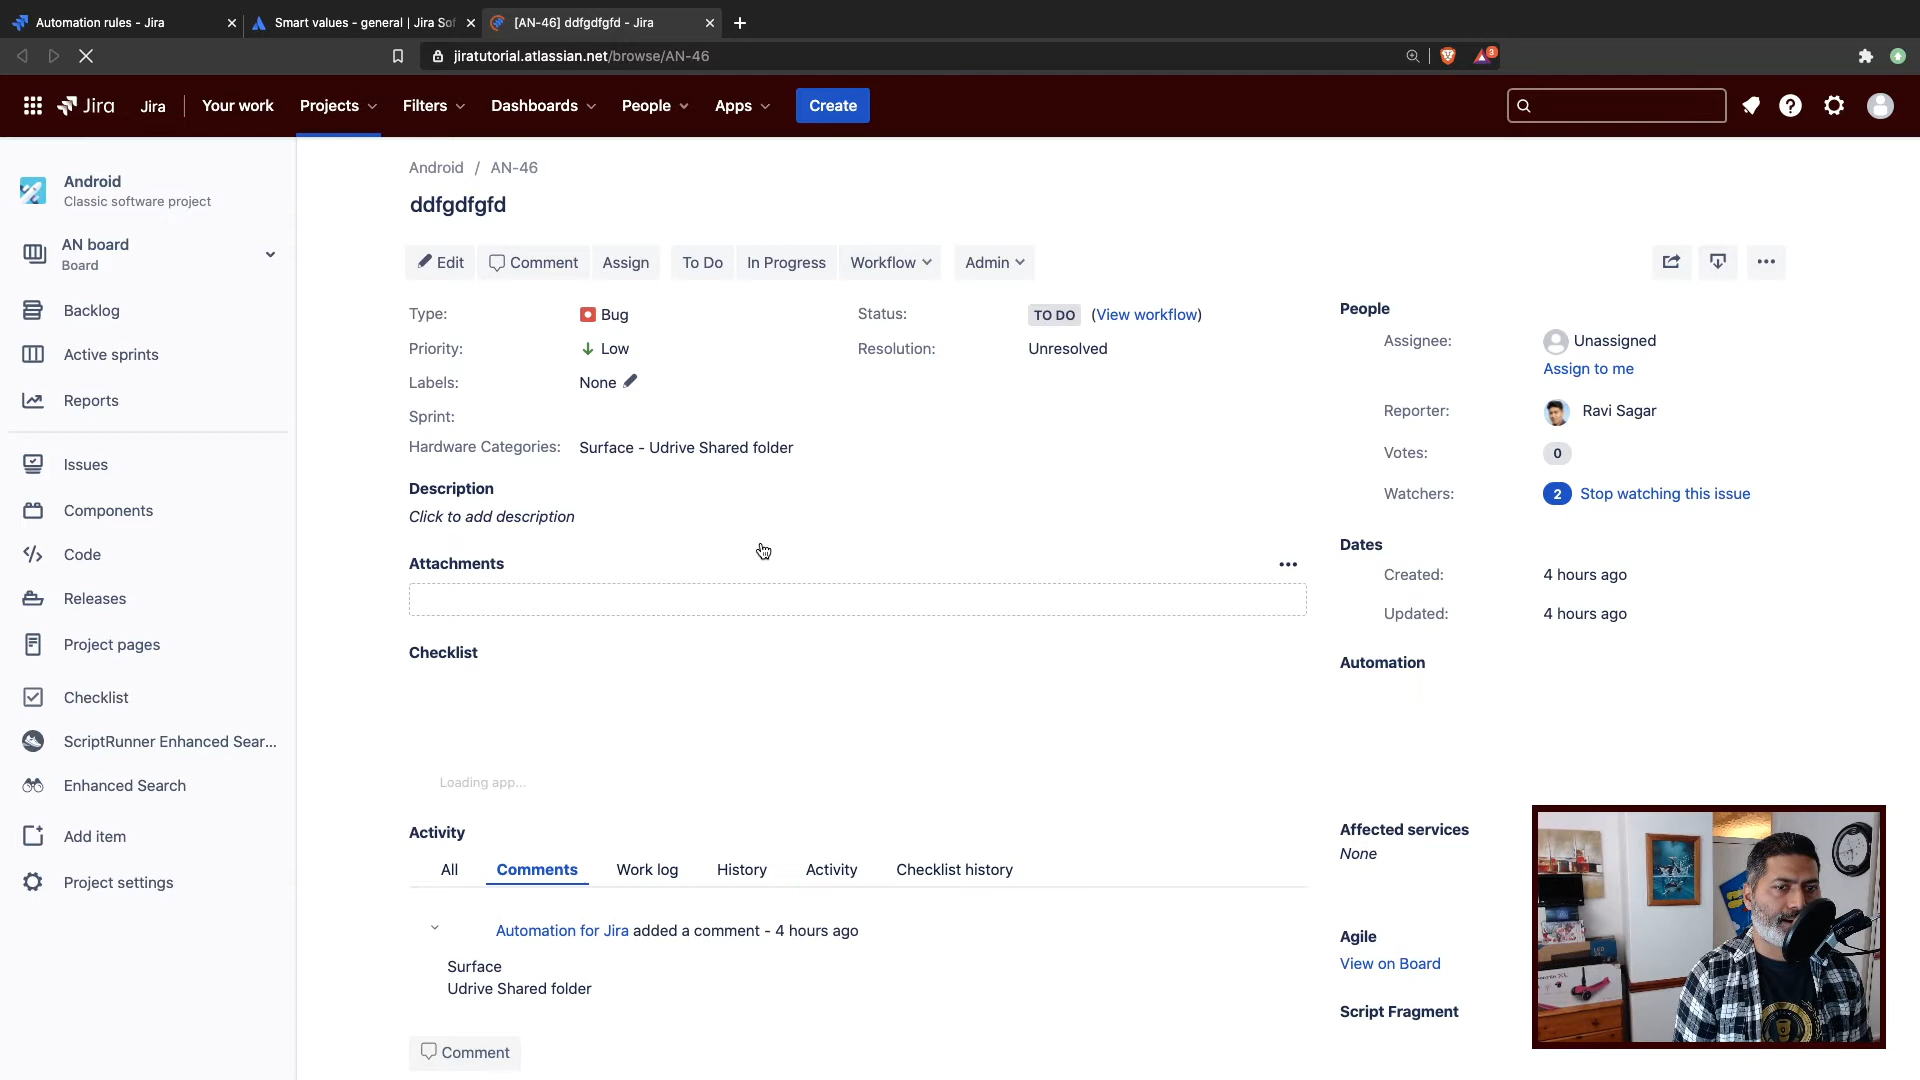 Automation rules - Jira
Smart values - general | Jira Sof
[AN-46] ddfgdfgfd - Jira
jiratutorial.atlassian.net/browse/AN-46
3
Jira
Jira
Your work
Projects
Filters
Dashboards
People
Apps
Create
Android
Classic software project
AN board
Board
Backlog
Active sprints
Reports
Issues
Components
Code
Releases
Project pages
Checklist
ScriptRunner Enhanced Sear...
Enhanced Search
Add item
Project settings
Android / AN-46
ddfgdfgfd
Edit
Comment
Assign
To Do
In Progress
Workflow
Admin
Type: Bug
Status: TO DO (View workflow)
Priority: Low
Resolution: Unresolved
Labels: None
Sprint:
Hardware Categories: Surface - Udrive Shared folder
Description
Click to add description
Attachments
Checklist
Loading app...
Activity
All
Comments
Work log
History
Activity
Checklist history
Automation for Jira added a comment - 4 hours ago
Surface
Udrive Shared folder
Comment
People
Assignee: Unassigned
Assign to me
Reporter: Ravi Sagar
Votes: 0
Watchers: 2 Stop watching this issue
Dates
Created: 4 hours ago
Updated: 4 hours ago
Automation
Affected services
None
Agile
View on Board
Script Fragment